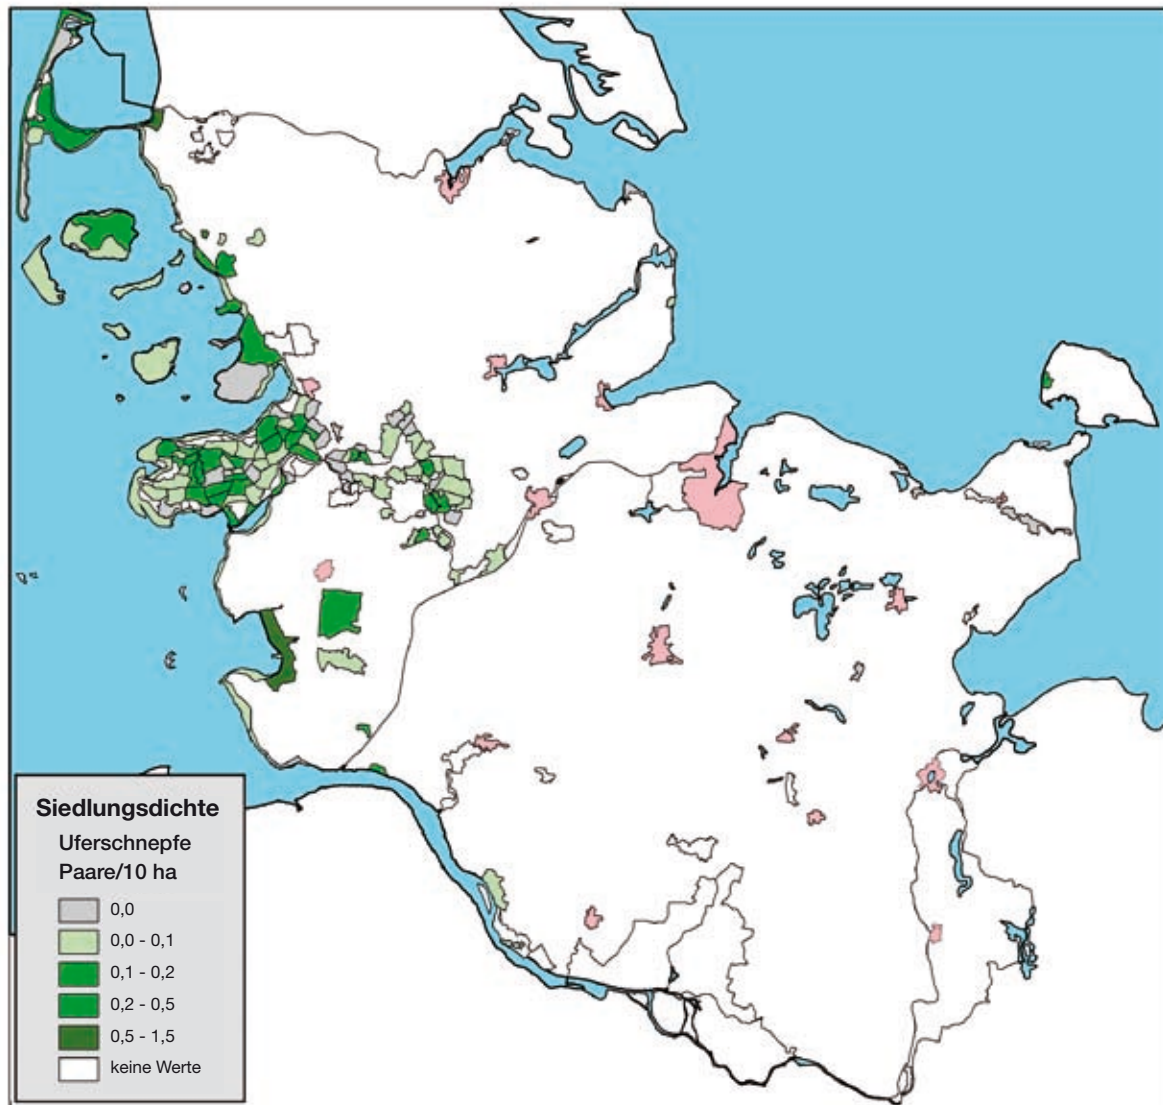 Siedlungsdichte
Uferschnepfe
Paare/10 ha
0,0
0,0 - 0,1
0,1 - 0,2
0,2 - 0,5
0,5 - 1,5
keine Werte